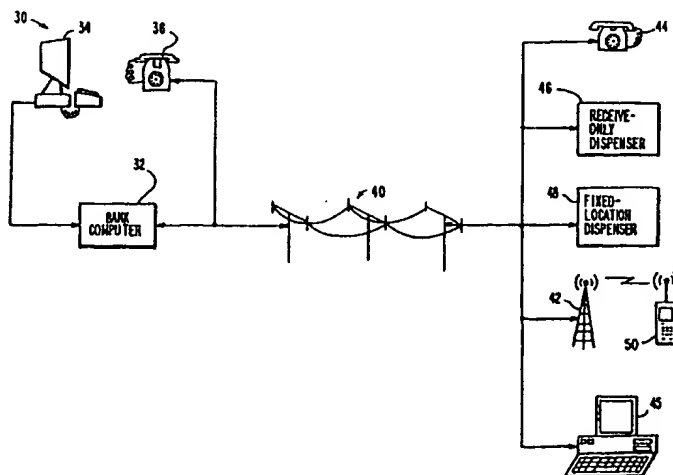 30
34
36
32
BANK
COMPUTER
40
44
46
RECEIVE-
ONLY
DISPENSER
48
FIXED-
LOCATION
DISPENSER
42
50
45